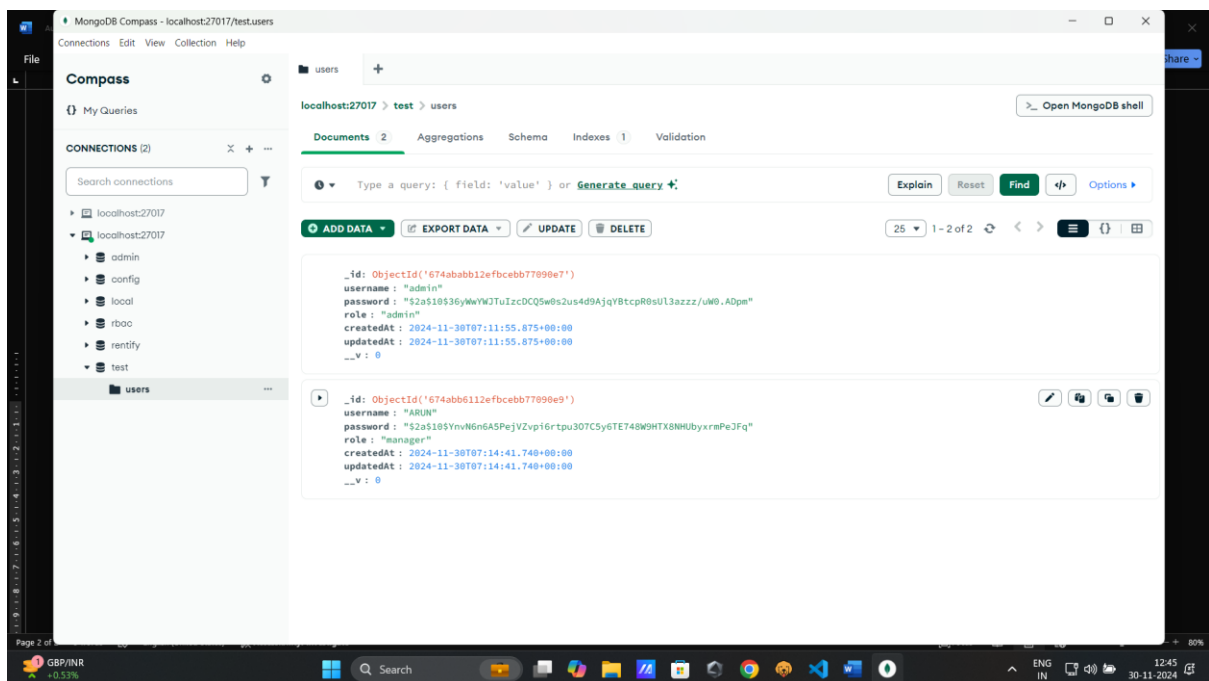 MongoDB Compass - localhost:27017/test.users
Connections Edit View Collection Help
File
Share
Compass
{} My Queries
CONNECTIONS (2)
Search connections
localhost:27017
localhost:27017
admin
config
local
rbac
rentify
test
users
users
localhost:27017 > test > users
>_ Open MongoDB shell
Documents 2 Aggregations Schema Indexes 1 Validation
Type a query: { field: 'value' } or Generate query
Explain Reset Find </> Options
ADD DATA EXPORT DATA UPDATE DELETE
25 1 - 2 of 2 {}
_id: ObjectId('674ababb12efbcebb77090e7')
username : "admin"
password : "$2a$10$36yWwYWJTuIzcDCQ5w0s2us4d9AjqYBtcpR0sUl3azzz/uW0.ADpm"
role : "admin"
createdAt : 2024-11-30T07:11:55.875+00:00
updatedAt : 2024-11-30T07:11:55.875+00:00
__v : 0
_id: ObjectId('674abb6112efbcebb77090e9')
username : "ARUN"
password : "$2a$10$YnvN6n6A5PejVZvpi6rtpu3O7C5y6TE748W9HTX8NHUbyxrmPeJFq"
role : "manager"
createdAt : 2024-11-30T07:14:41.740+00:00
updatedAt : 2024-11-30T07:14:41.740+00:00
__v : 0
Page 2 of
80%
1
GBP/INR
+0.53%
Search
ENG
IN
12:45
30-11-2024